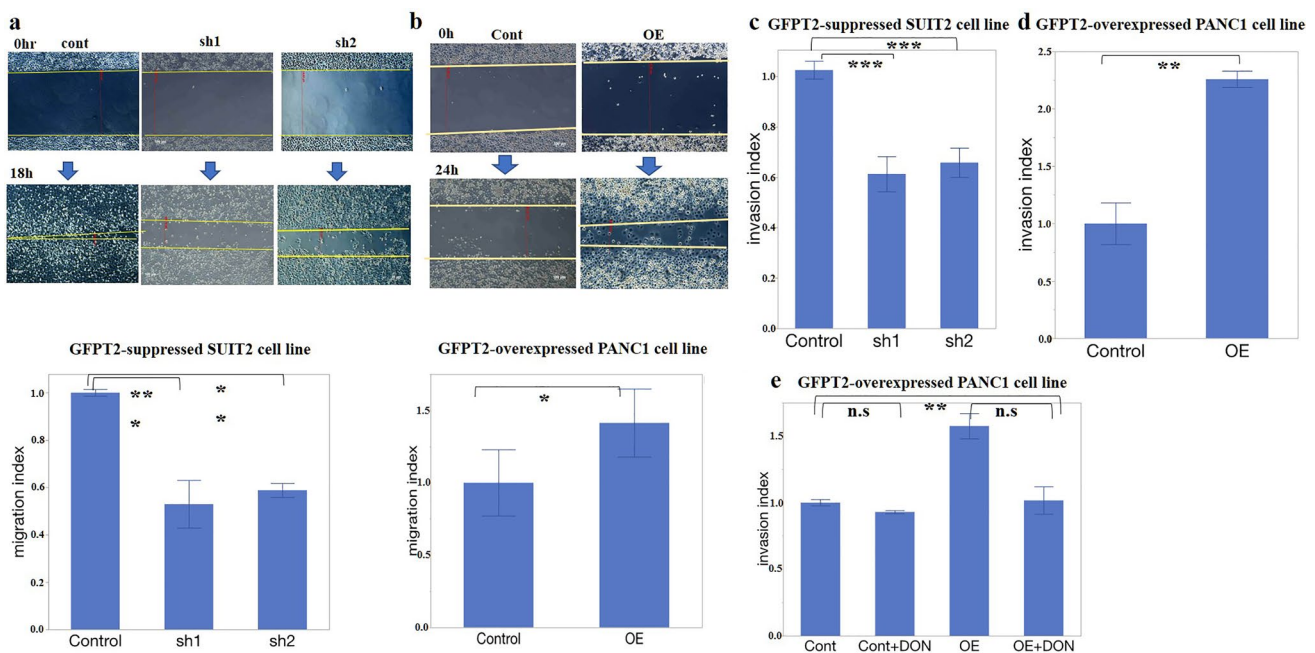 a
0hr cont sh1 sh2
18h
GFPT2-suppressed SUIT2 cell line
migration index
1.0
0.8
0.6
0.4
0.2
0.0
**
*
*
*
Control sh1 sh2
b
0h Cont OE
24h
GFPT2-overexpressed PANC1 cell line
migration index
1.5
1.0
0.5
0.0
*
Control OE
c GFPT2-suppressed SUIT2 cell line
invasion index
1.0
0.8
0.6
0.4
0.2
0.0
***
***
Control sh1 sh2
d GFPT2-overexpressed PANC1 cell line
invasion index
2.5
2.0
1.5
1.0
0.5
0.0
**
Control OE
e GFPT2-overexpressed PANC1 cell line
invasion index
1.5
1.0
0.5
0.0
n.s ** n.s
Cont Cont+DON OE OE+DON